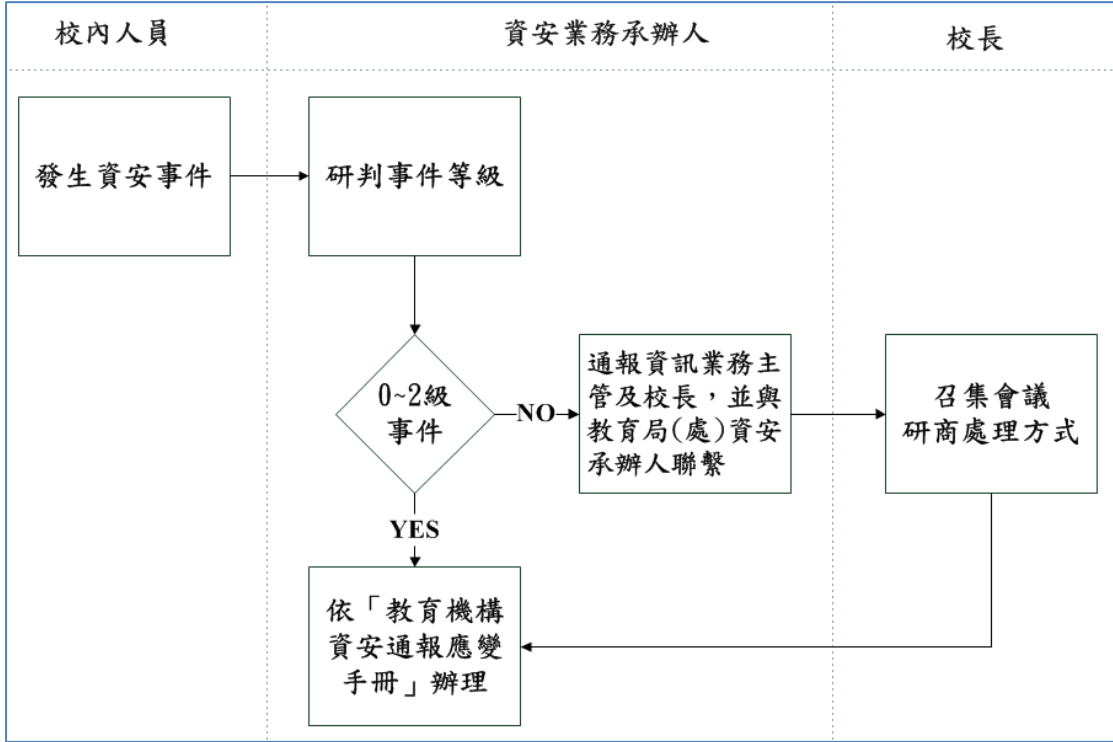 校內人員
資安業務承辦人
校長
發生資安事件
研判事件等級
0~2級
事件
NO
通報資訊業務主
管及校長，並與
教育局(處)資安
承辦人聯繫
召集會議
研商處理方式
YES
依「教育機構
資安通報應變
手冊」辦理